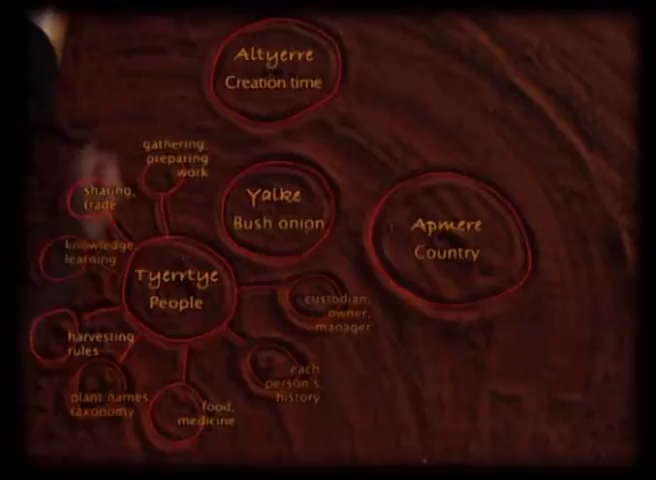 Altyerre
Creation time
gathering,
preparing
work
sharing,
trade
Yalke
Bush onion
Apmere
Country
knowledge
learning
Tyerrtye
People
custodian,
owner,
manager
harvesting
rules
each
person's
history
plant names
taxonomy
food,
medicine